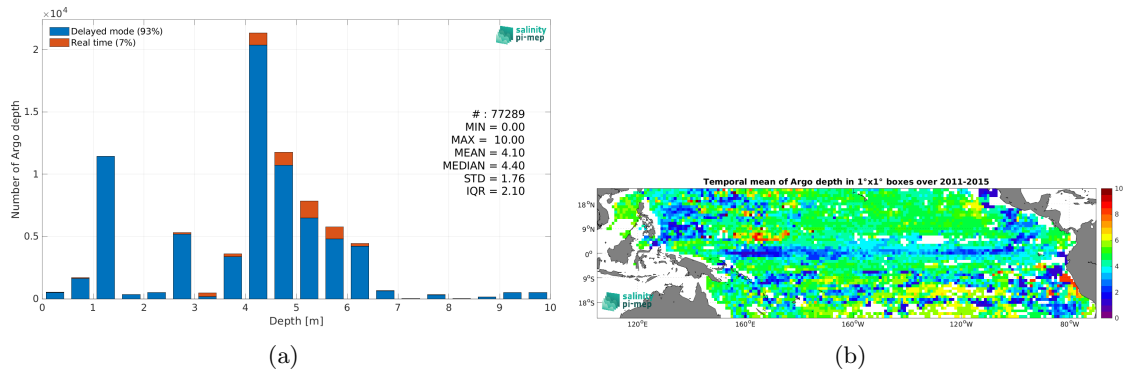 ×10⁴
Delayed mode (93%)
Real time (7%)
salinity
pi-mep
Number of Argo depth
2
1.5
1
0.5
0
# : 77289
MIN = 0.00
MAX = 10.00
MEAN = 4.10
MEDIAN = 4.40
STD = 1.76
IQR = 2.10
0 1 2 3 4 5 6 7 8 9 10
Depth [m]
(a)
Temporal mean of Argo depth in 1°x1° boxes over 2011-2015
18°N
9°N
0°
9°S
18°S
salinity
pi-mep
120°E 160°E 160°W 120°W 80°W
10
8
6
4
2
0
(b)